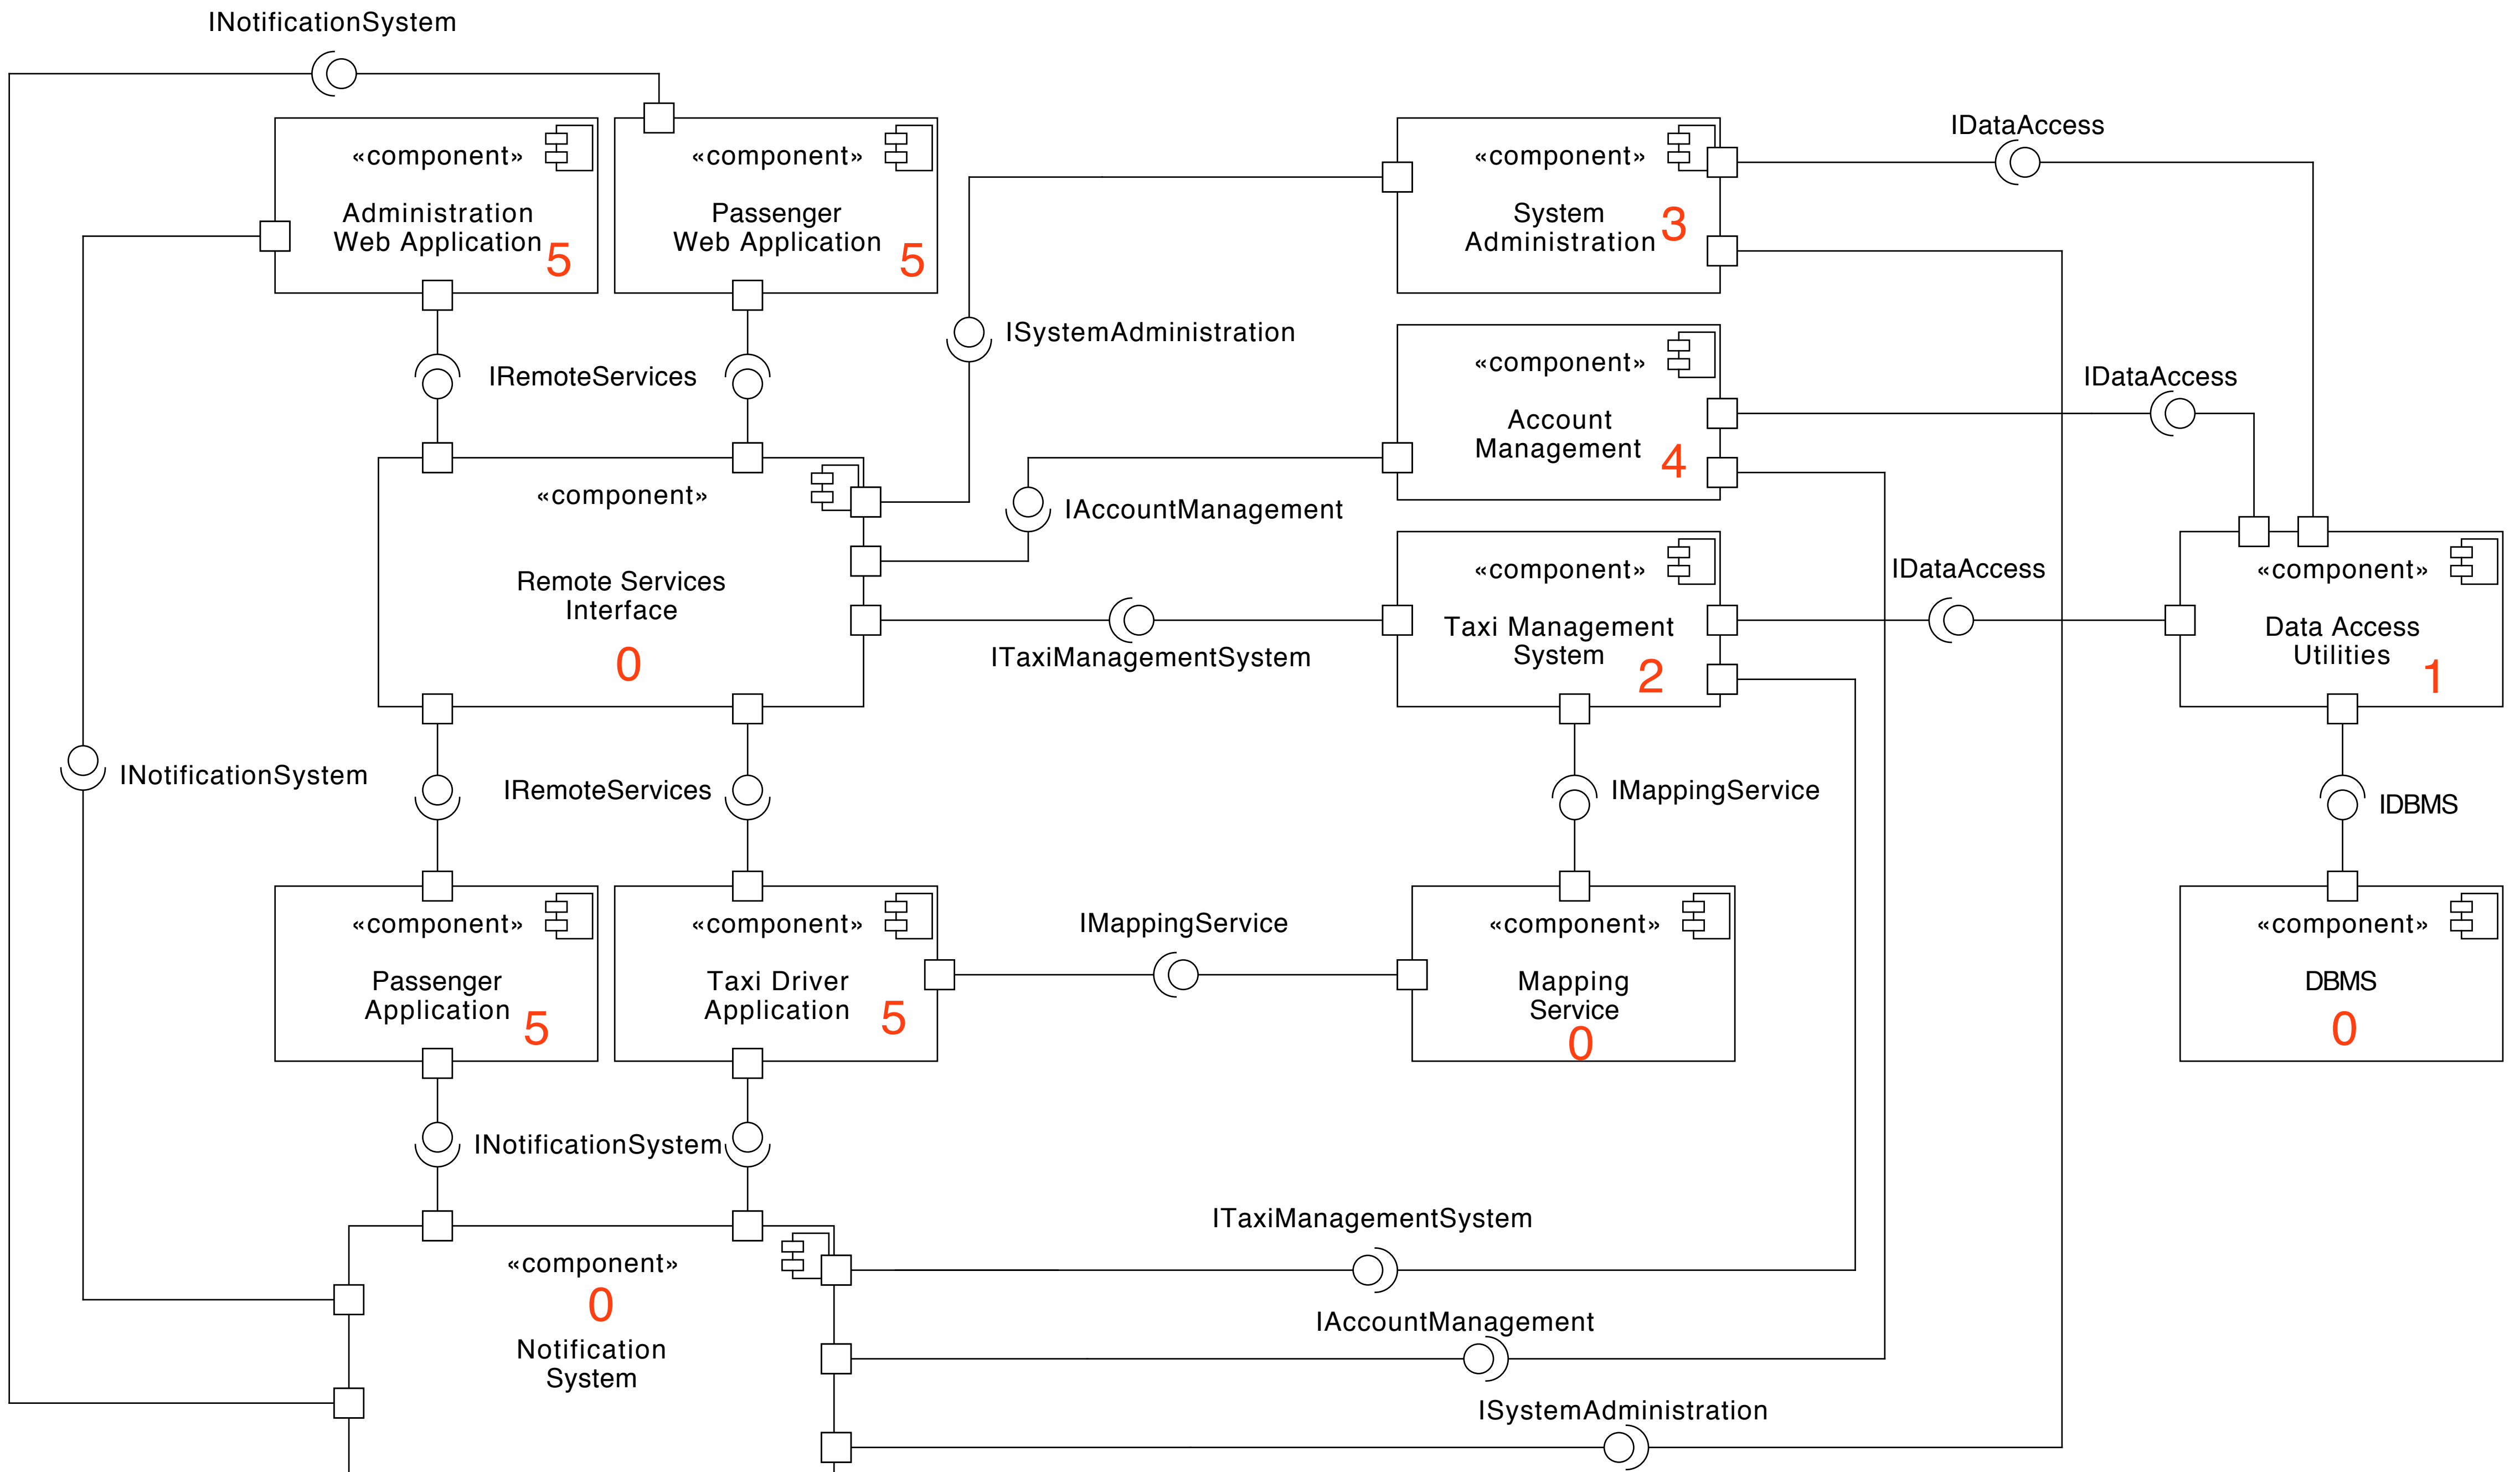 INotificationSystem
«component»
Administration
Web Application
5
«component»
Passenger
Web Application
5
«component»
System
Administration
3
IDataAccess
ISystemAdministration
IRemoteServices
«component»
Account
Management
4
IDataAccess
«component»
Remote Services
Interface
0
IAccountManagement
ITaxiManagementSystem
«component»
Taxi Management
System
2
IDataAccess
«component»
Data Access
Utilities
1
INotificationSystem
IRemoteServices
IMappingService
IDBMS
«component»
Passenger
Application
5
«component»
Taxi Driver
Application
5
IMappingService
«component»
Mapping
Service
0
«component»
DBMS
0
INotificationSystem
«component»
0
Notification
System
ITaxiManagementSystem
IAccountManagement
ISystemAdministration